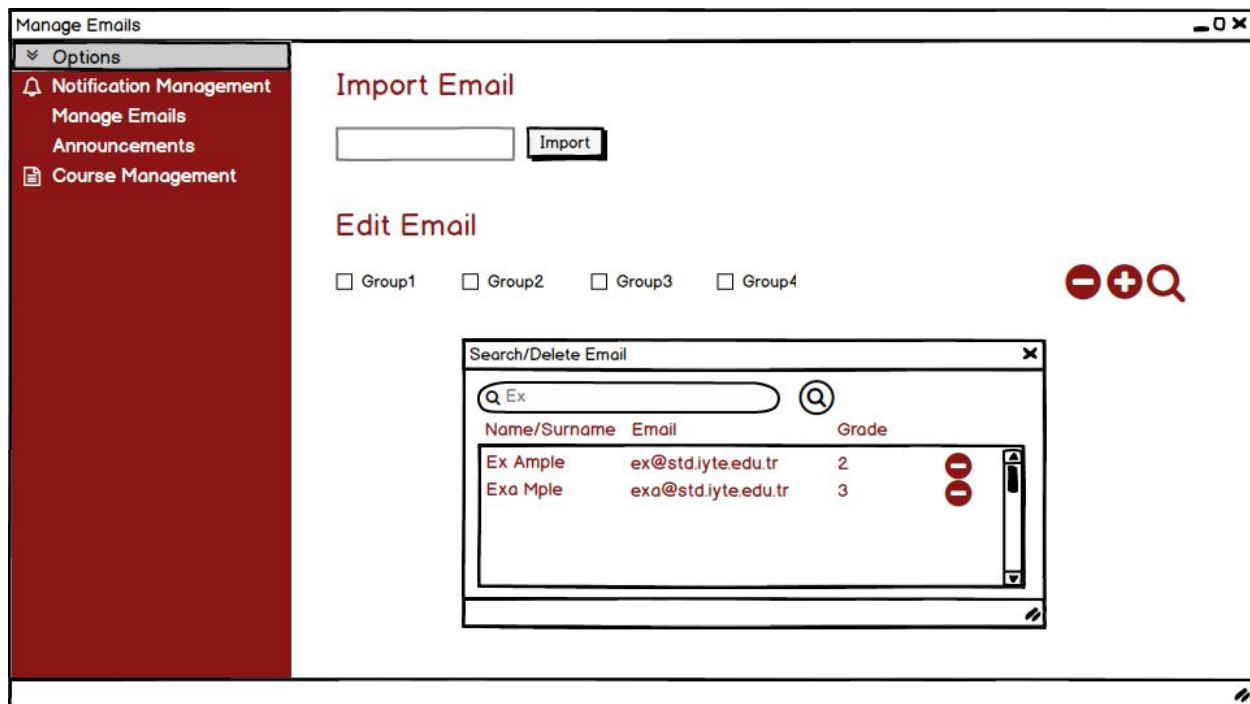 Manage Emails
Options
Notification Management
Manage Emails
Announcements
Course Management
Import Email
Import
Edit Email
Group1 Group2 Group3 Group4
Search/Delete Email
Ex
Name/Surname Email Grade
Ex Ample ex@std.iyte.edu.tr 2
Exa Mple exa@std.iyte.edu.tr 3